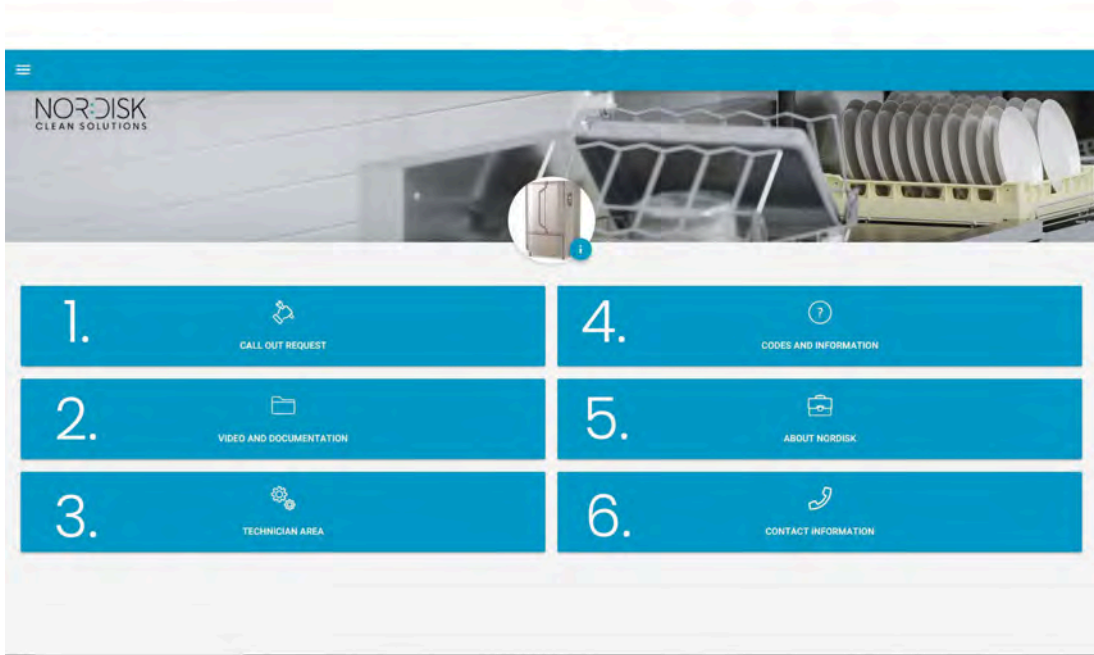 NORDISK
CLEAN SOLUTIONS
1.
CALL OUT REQUEST
2.
VIDEO AND DOCUMENTATION
3.
TECHNICIAN AREA
4.
?
CODES AND INFORMATION
5.
ABOUT NORDISK
6.
CONTACT INFORMATION